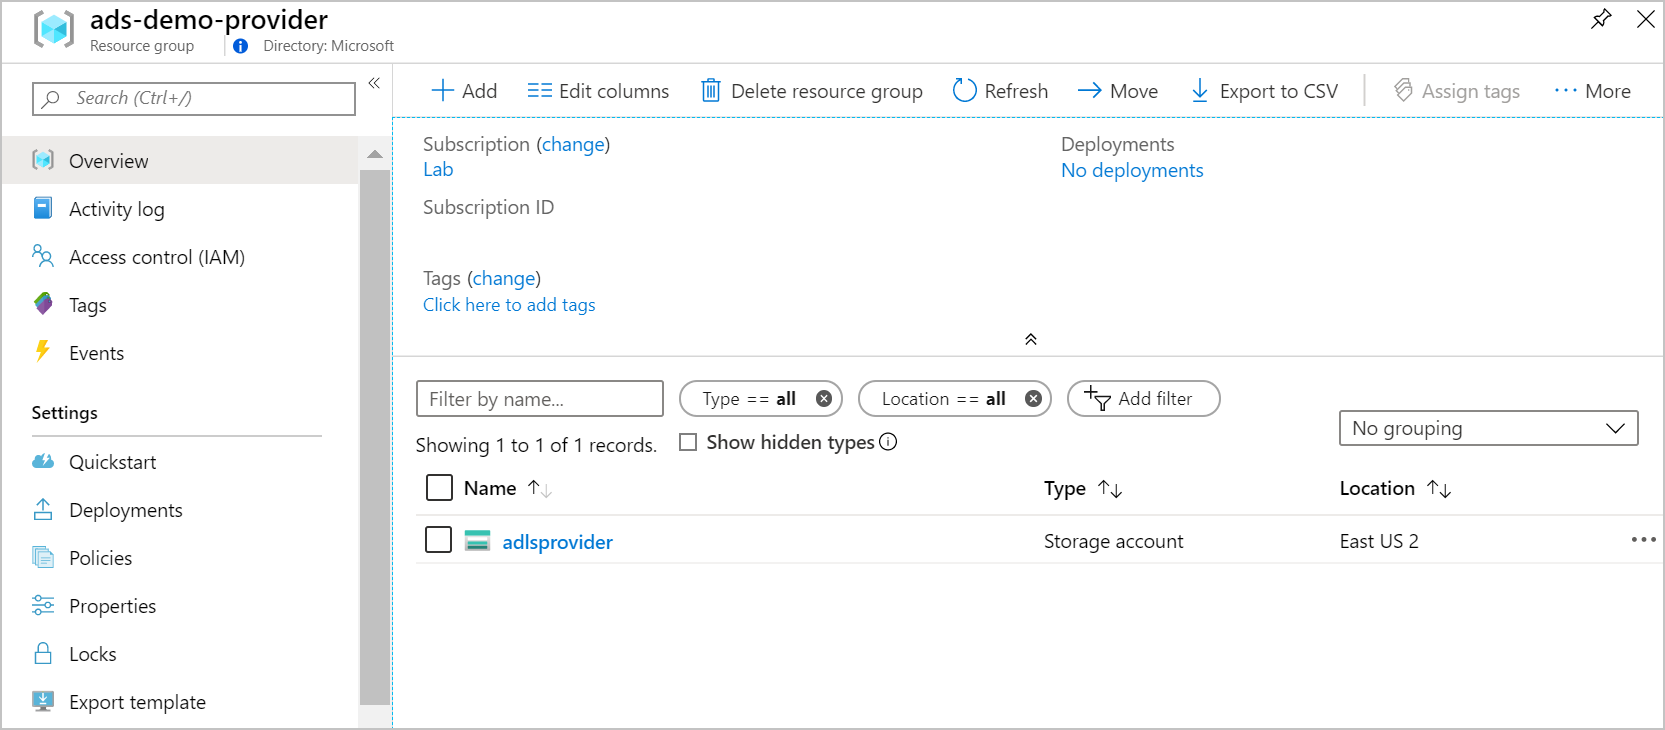 ads-demo-provider
Resource group
Directory: Microsoft
Search (Ctrl+/)
Overview
Activity log
Access control (IAM)
Tags
Events
Settings
Quickstart
Deployments
Policies
Properties
Locks
Export template
Add
Edit columns
Delete resource group
Refresh
Move
Export to CSV
Assign tags
More
Subscription (change)
Lab
Subscription ID
Tags (change)
Click here to add tags
Deployments
No deployments
Filter by name...
Type == all
Location == all
Add filter
Showing 1 to 1 of 1 records.
Show hidden types
No grouping
Name
Type
Location
adlsprovider
Storage account
East US 2